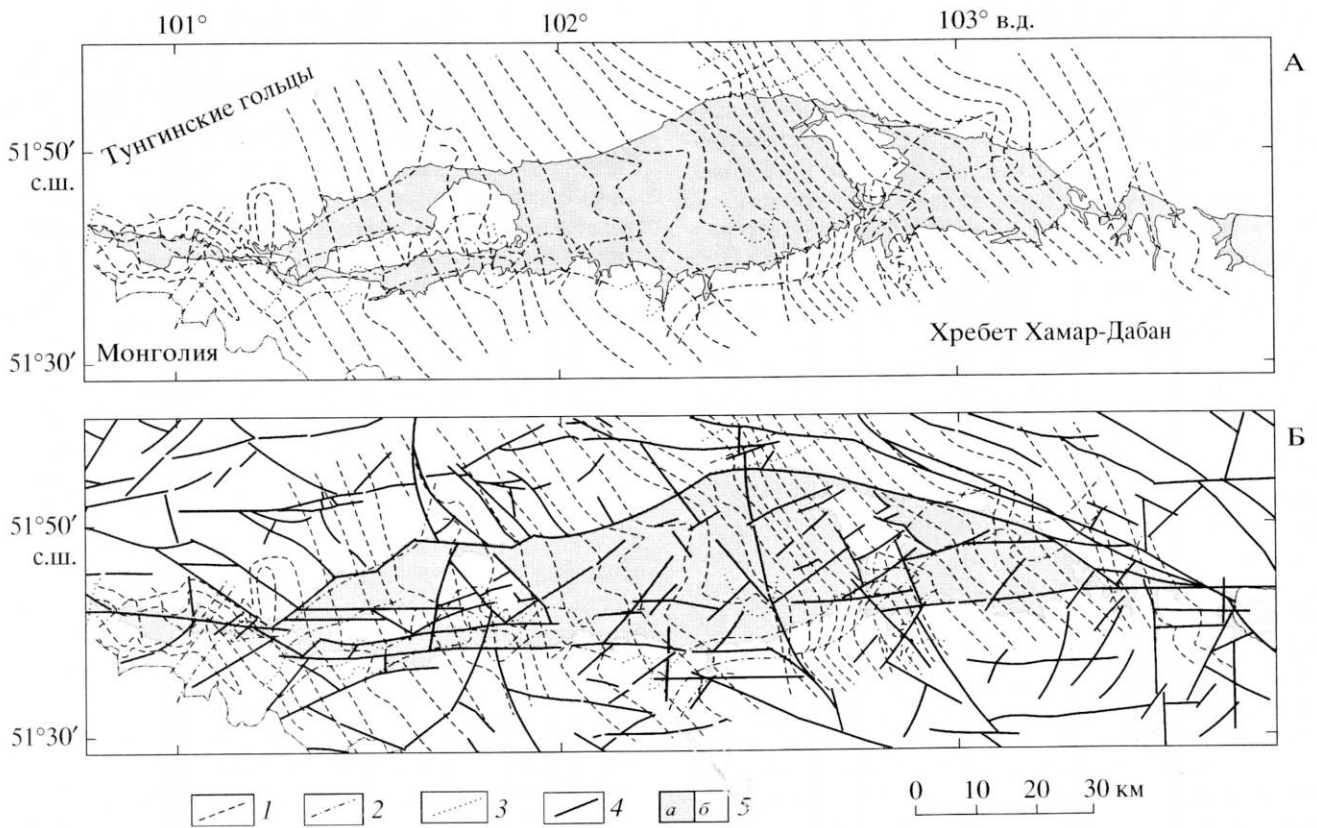 101° 102° 103° в.д.
А
Тунгинские гольцы
51°50′
с.ш.
Монголия
Хребет Хамар-Дабан
51°30′
Б
51°50′
с.ш.
51°30′
1 2 3 4 а б 5
0 10 20 30 км